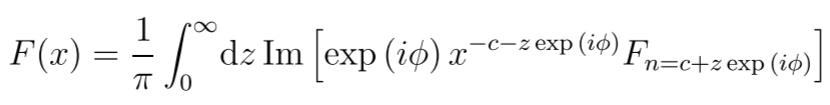 F(x) = \frac{1}{\pi} \int_0^\infty \mathrm{d}z \, \mathrm{Im} \left[ \exp(i\phi) \, x^{-c-z\exp(i\phi)} F_{n=c+z\exp(i\phi)} \right]